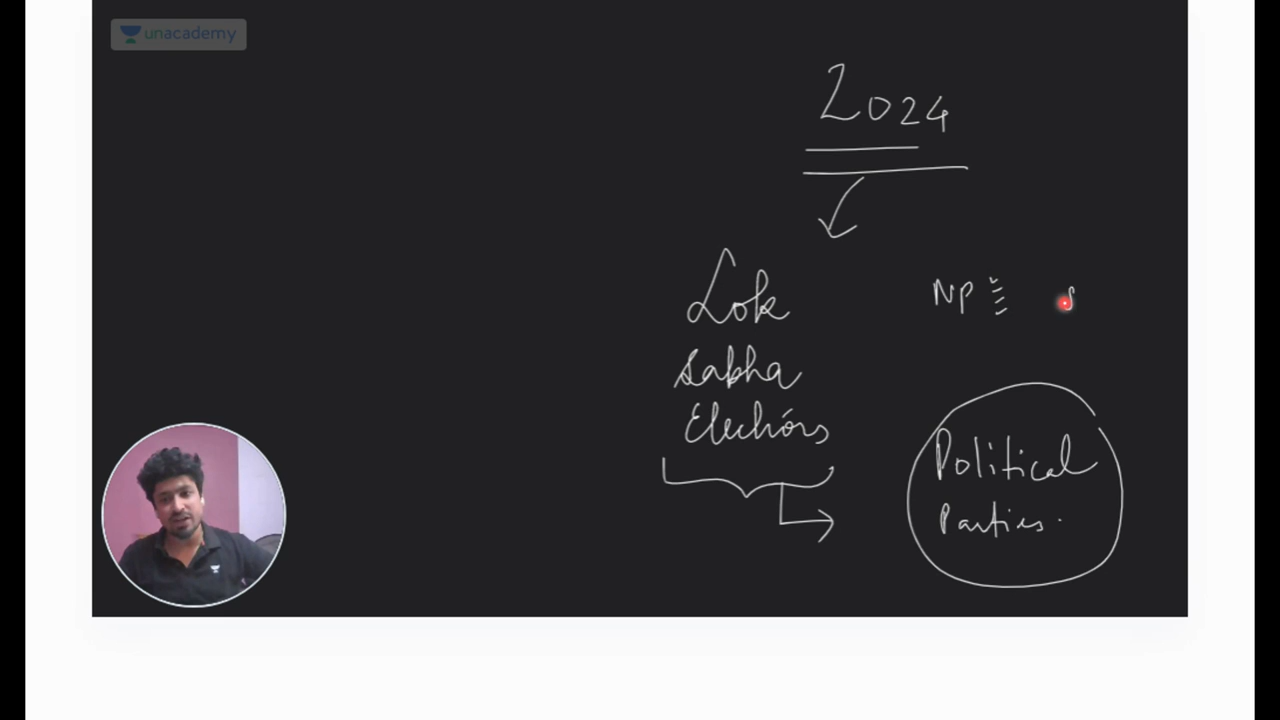 unacademy
2024
Lok
Sabha
Elections
NP
Political
Parties.